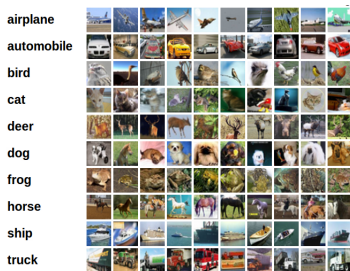 airplane
automobile
bird
cat
deer
dog
frog
horse
ship
truck